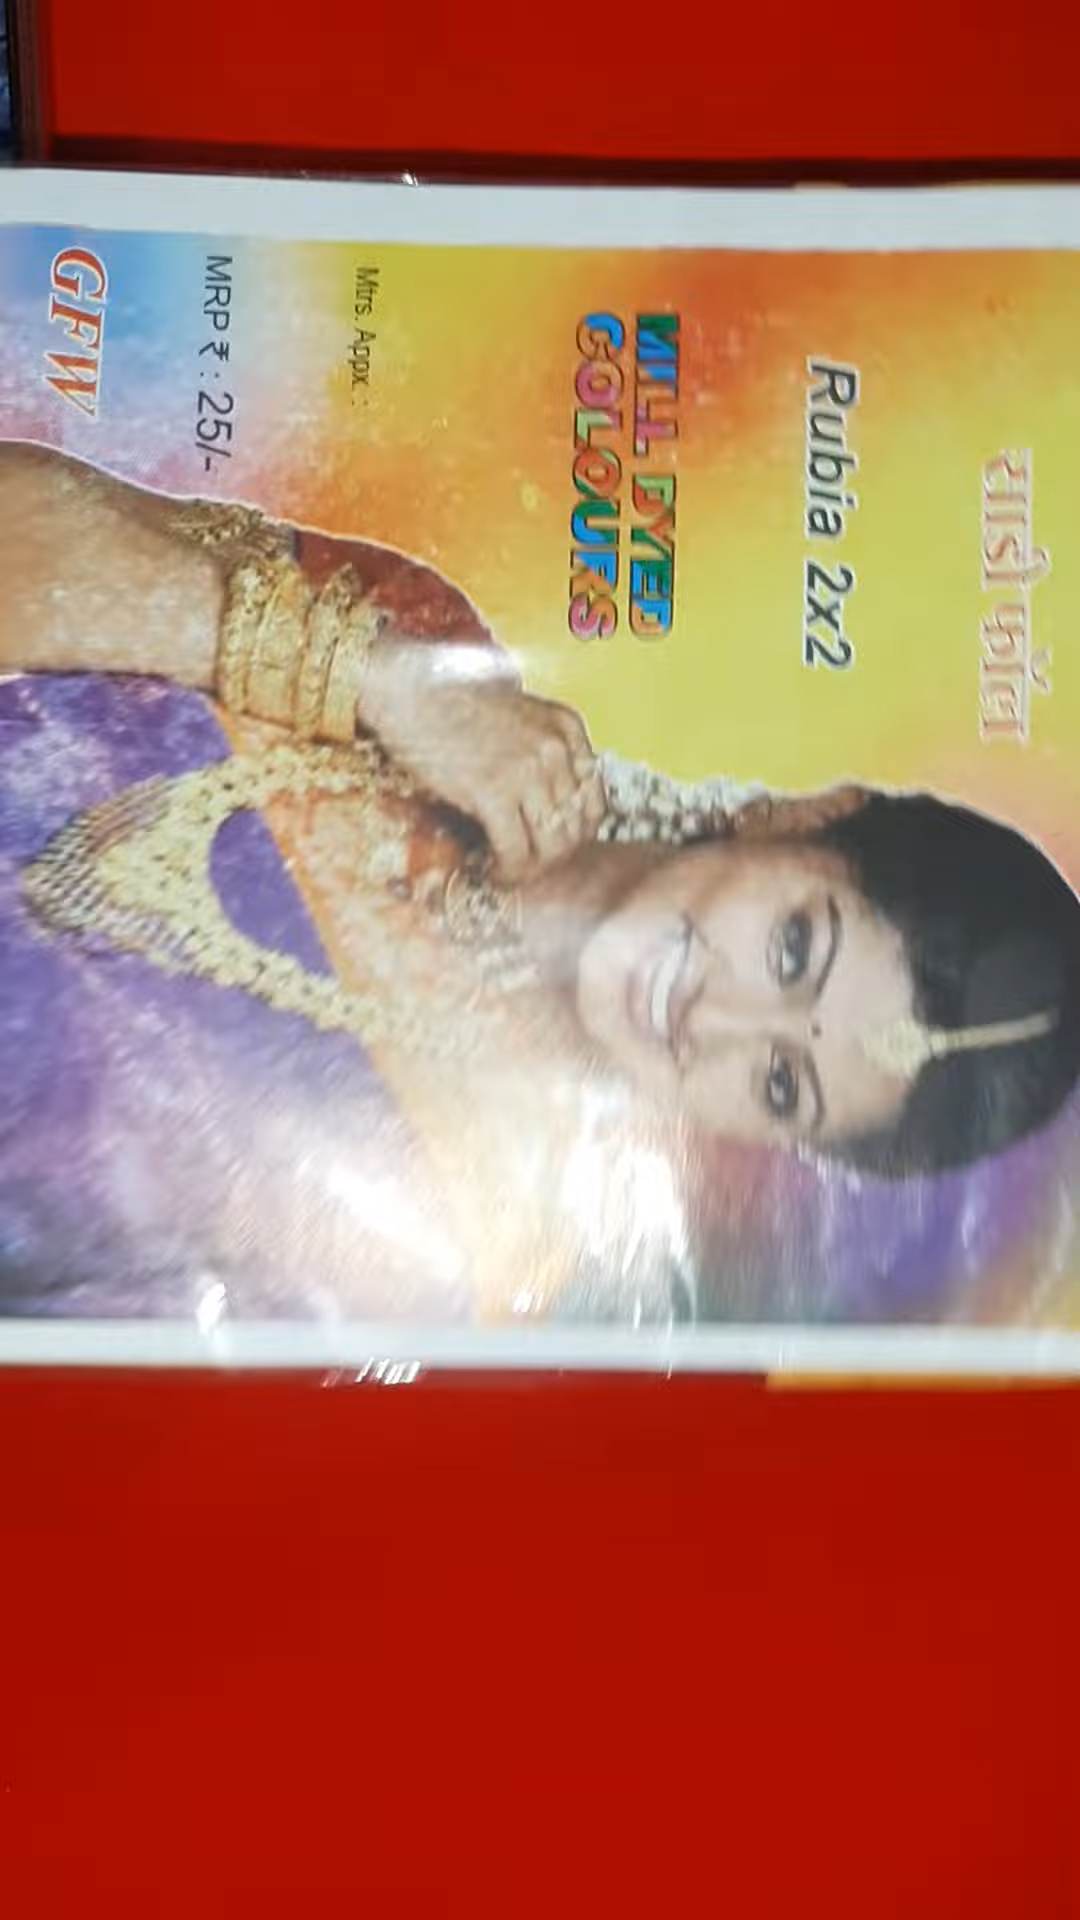 साडी फॉल
Rubia 2x2
MILL DYED
COLOURS
Mtrs. Appx. :
MRP ₹ : 25/-
GFW